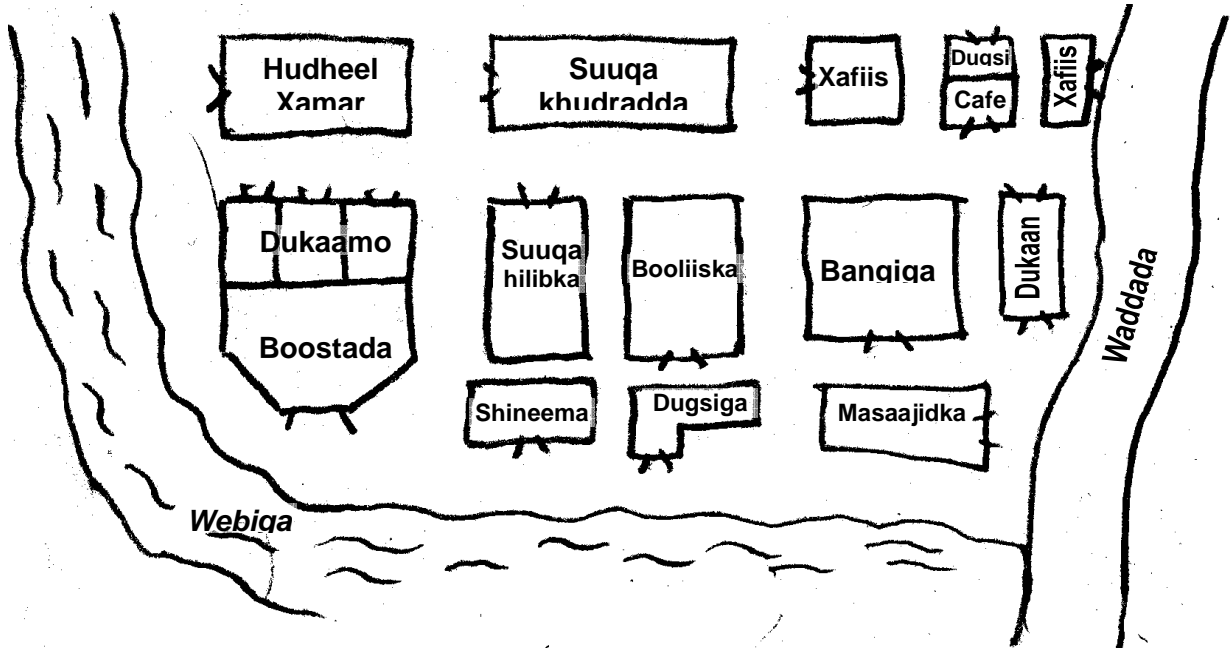 Hudheel
Xamar
Suuqa
khudradda
Xafiis
Dugsi
Cafe
Xafiis
Dukaamo
Suuqa
hilibka
Booliiska
Bangiga
Dukaan
Waddada
Boostada
Shineema
Dugsiga
Masaajidka
Webiga